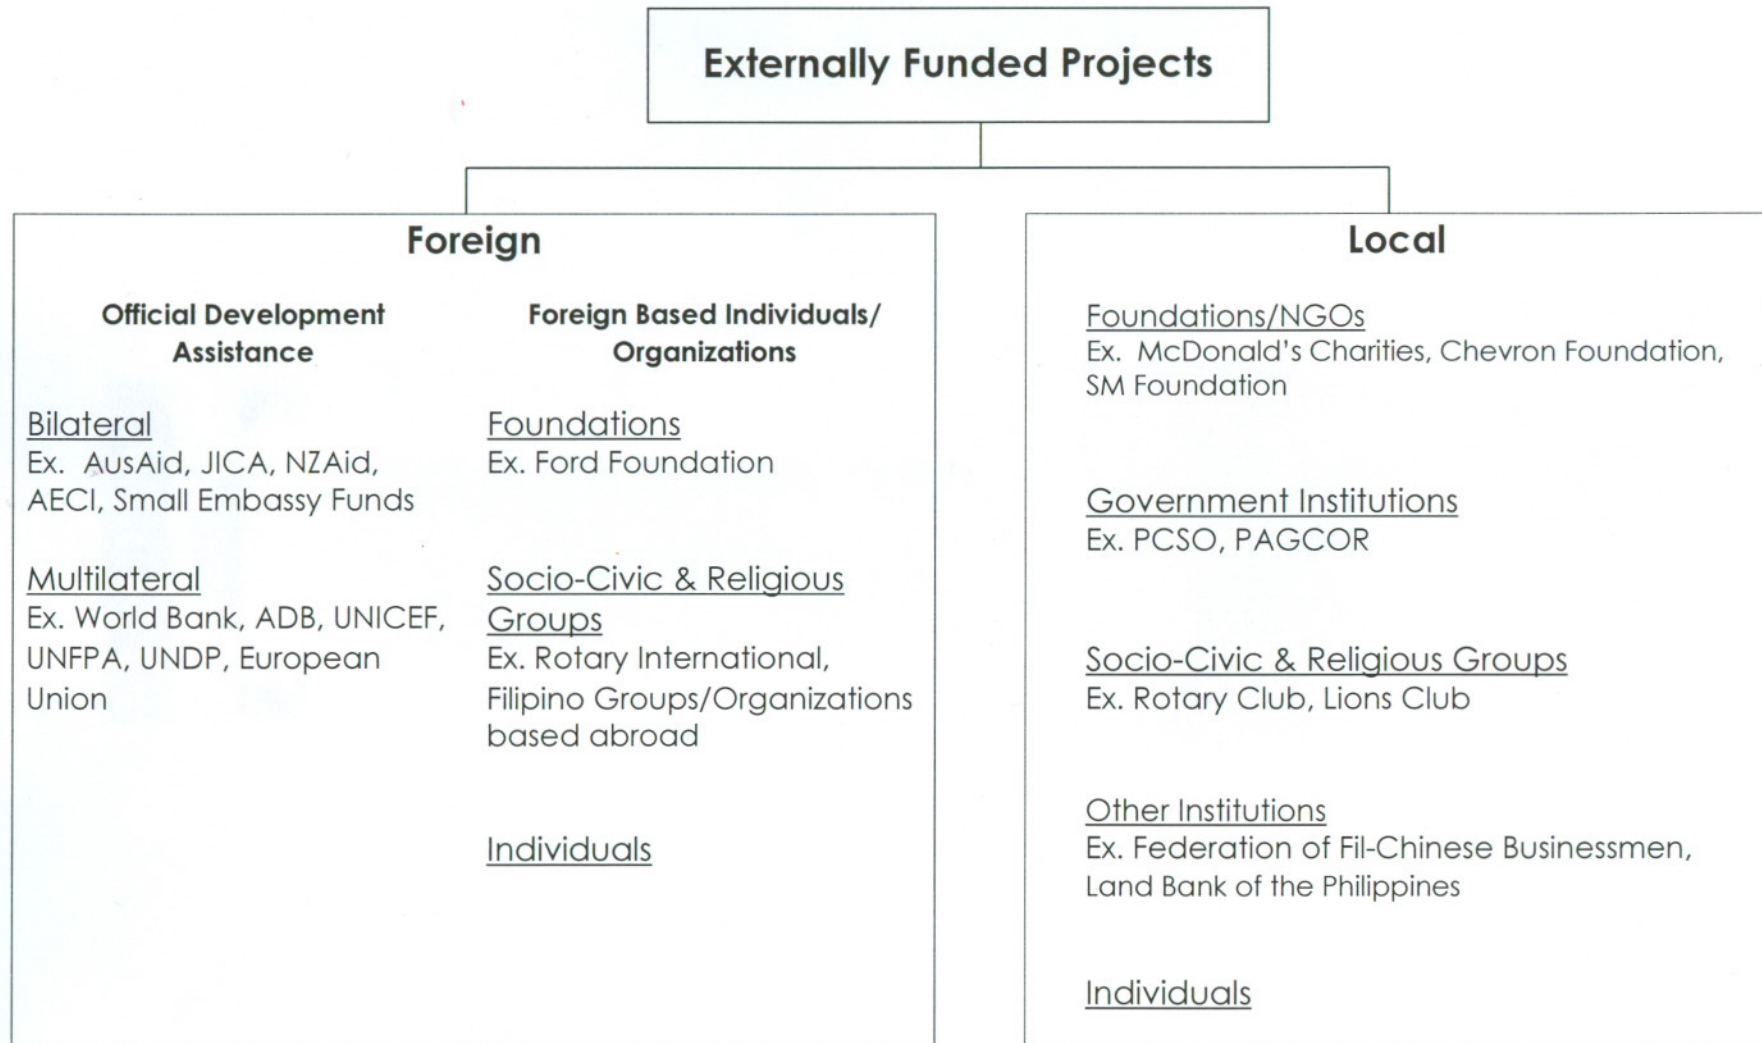 Externally Funded Projects
Foreign
Official Development
Assistance
Bilateral
Ex. AusAid, JICA, NZAid,
AECI, Small Embassy Funds
Multilateral
Ex. World Bank, ADB, UNICEF,
UNFPA, UNDP, European
Union
Foreign Based Individuals/
Organizations
Foundations
Ex. Ford Foundation
Socio-Civic & Religious
Groups
Ex. Rotary International,
Filipino Groups/Organizations
based abroad
Individuals
Local
Foundations/NGOs
Ex. McDonald's Charities, Chevron Foundation,
SM Foundation
Government Institutions
Ex. PCSO, PAGCOR
Socio-Civic & Religious Groups
Ex. Rotary Club, Lions Club
Other Institutions
Ex. Federation of Fil-Chinese Businessmen,
Land Bank of the Philippines
Individuals